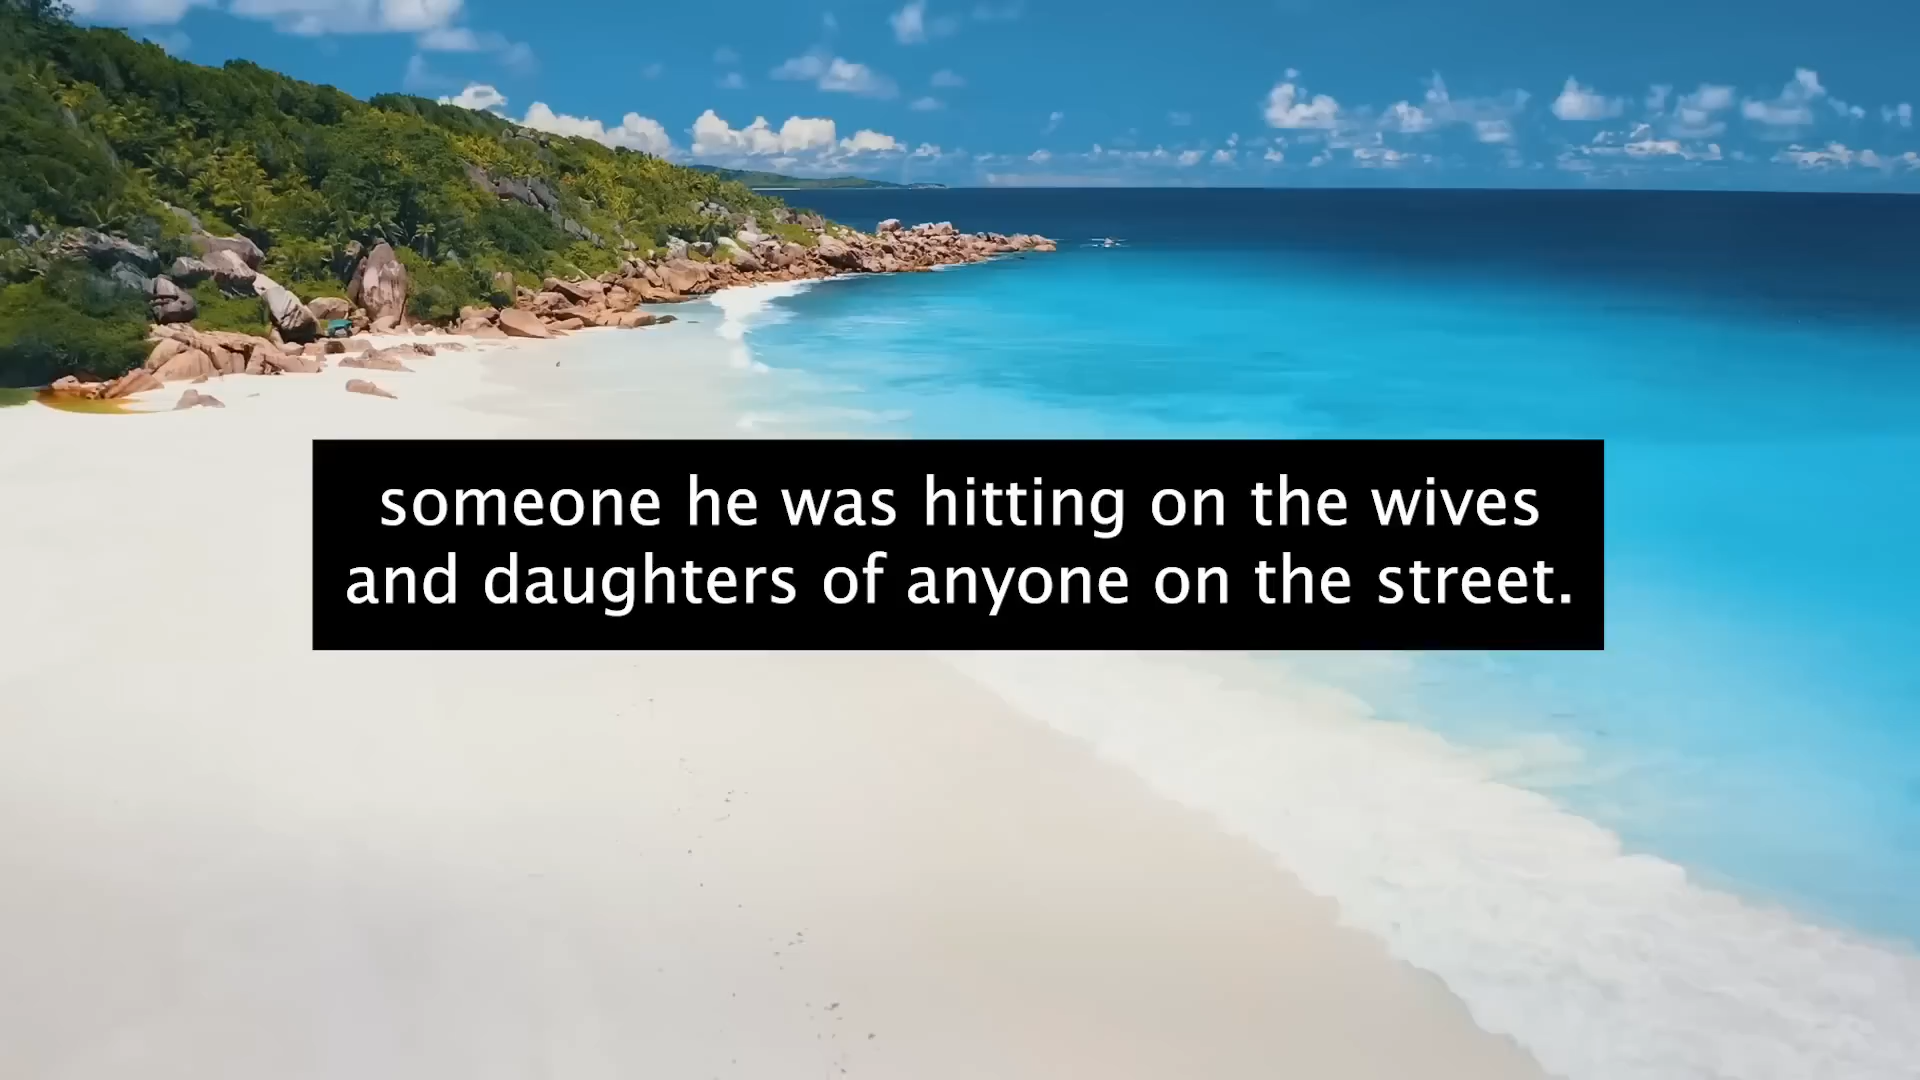 someone he was hitting on the wives
and daughters of anyone on the street.